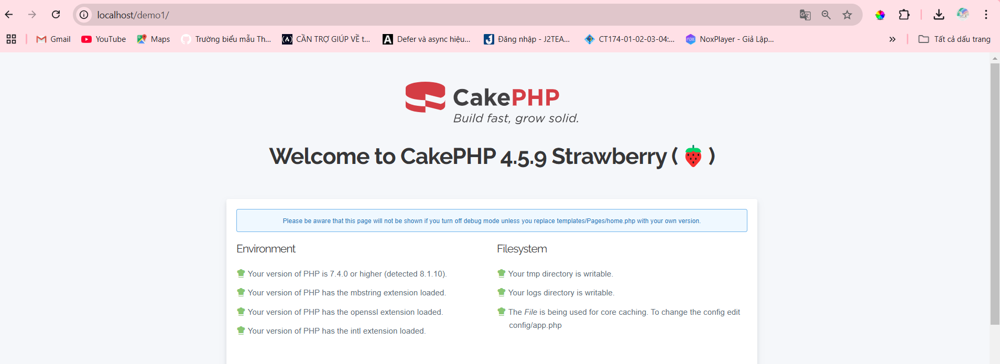 localhost/demo1/
Gmail YouTube Maps Trường biểu mẫu Th... CẦN TRỢ GIÚP VỀ t... Defer và async hiệu... Đăng nhập - J2TEA... CT174-01-02-03-04:... NoxPlayer - Giả Lập... Tất cả dấu trang
CakePHP
Build fast, grow solid.
Welcome to CakePHP 4.5.9 Strawberry (🍓)
Please be aware that this page will not be shown if you turn off debug mode unless you replace templates/Pages/home.php with your own version.
Environment
Your version of PHP is 7.4.0 or higher (detected 8.1.10).
Your version of PHP has the mbstring extension loaded.
Your version of PHP has the openssl extension loaded.
Your version of PHP has the intl extension loaded.
Filesystem
Your tmp directory is writable.
Your logs directory is writable.
The File is being used for core caching. To change the config edit
config/app.php